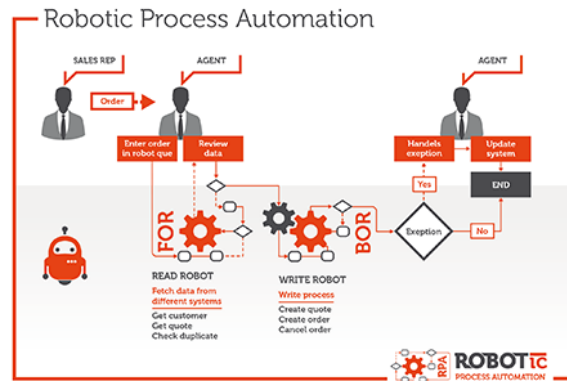 Robotic Process Automation
SALES REP
AGENT
AGENT
Order
Enter order
in robot que
Review
data
Handels
exeption
Update
system
Yes
END
FOR
BOR
Exeption
No
READ ROBOT
Fetch data from
different systems
Get customer
Get quote
Check duplicate
WRITE ROBOT
Write process
Create quote
Create order
Cancel order
RPA
ROBOTIC
PROCESS AUTOMATION